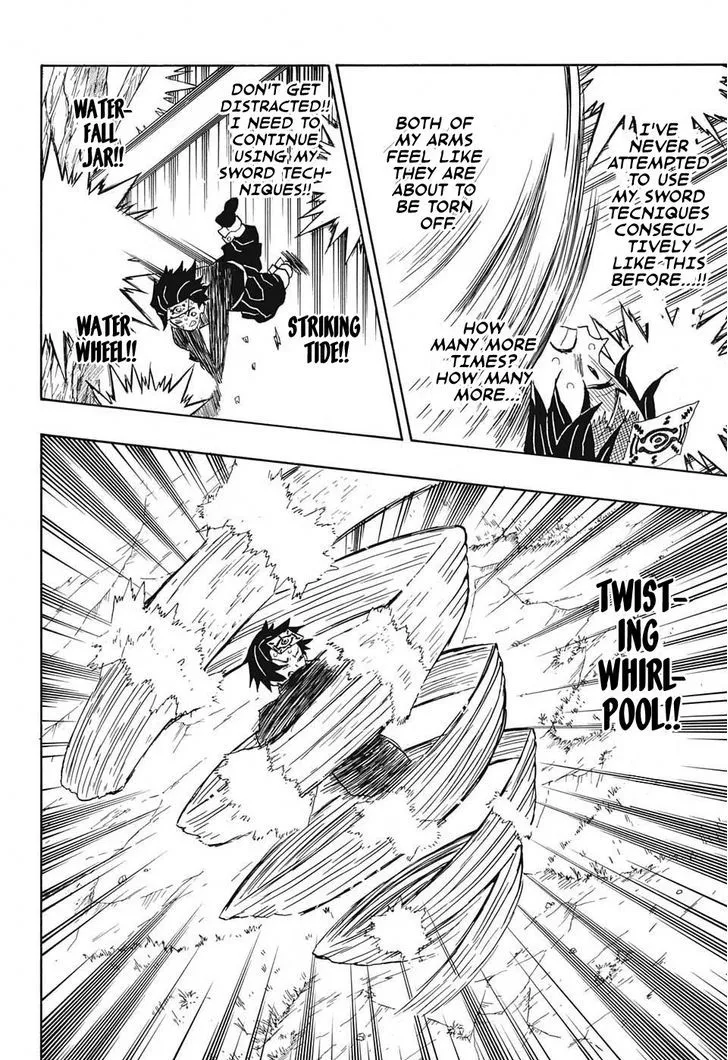 I'VE
NEVER
ATTEMPTED
TO USE
MY SWORD
TECNIQUES
CONSECU-
TIVELY
LIKE THIS
BEFORE...!!
BOTH OF
MY ARMS
FEEL LIKE
THEY ARE
ABOUT TO
BE TORN
OFF.
HOW
MANY MORE
TIMES?
HOW MANY
MORE...
DON'T GET
DISTRACTED!!
I NEED TO
CONTINUE
USING MY
SWORD TECH-
NIQUES!!
STRIKING
TIDE!!
WATER-
FALL
JAR!!
WATER
WHEEL!!
TWIST-
ING
WHIRL-
POOL!!